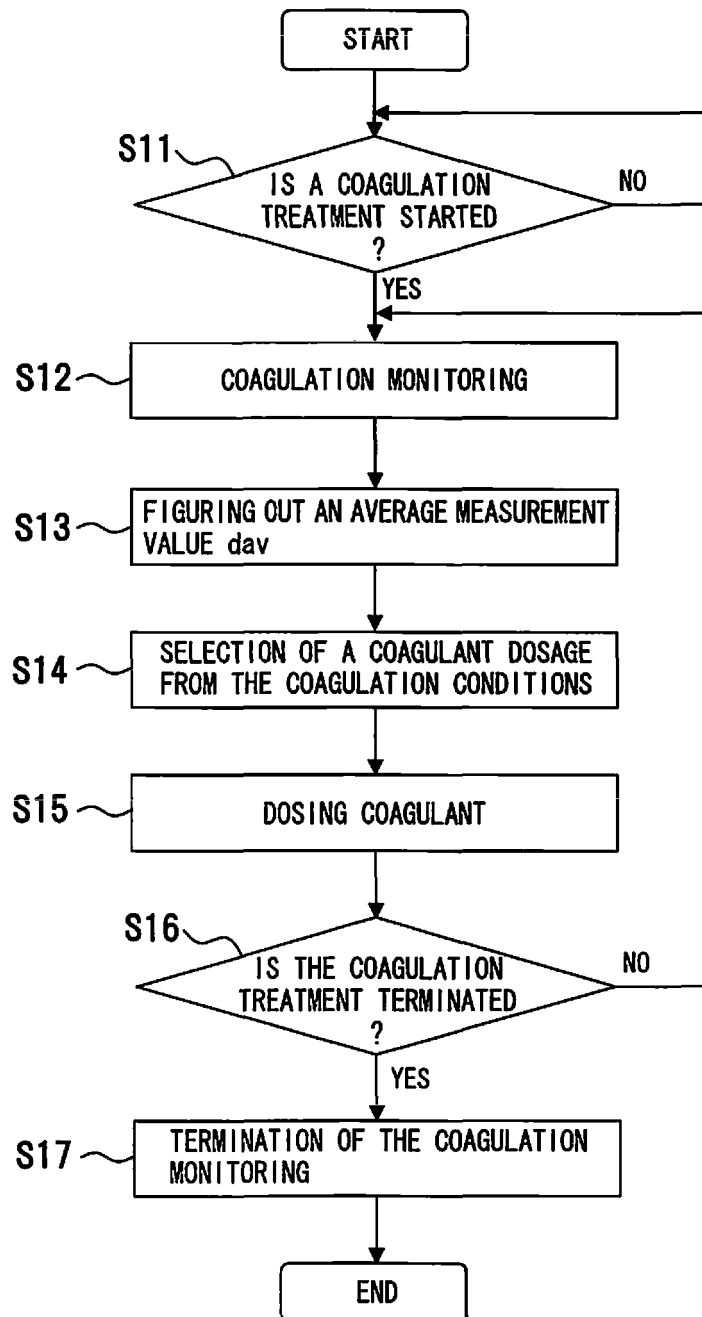 START
S11
IS A COAGULATION
TREATMENT STARTED
?
NO
YES
S12
COAGULATION MONITORING
S13
FIGURING OUT AN AVERAGE MEASUREMENT
VALUE dav
S14
SELECTION OF A COAGULANT DOSAGE
FROM THE COAGULATION CONDITIONS
S15
DOSING COAGULANT
S16
IS THE COAGULATION
TREATMENT TERMINATED
?
NO
YES
S17
TERMINATION OF THE COAGULATION
MONITORING
END